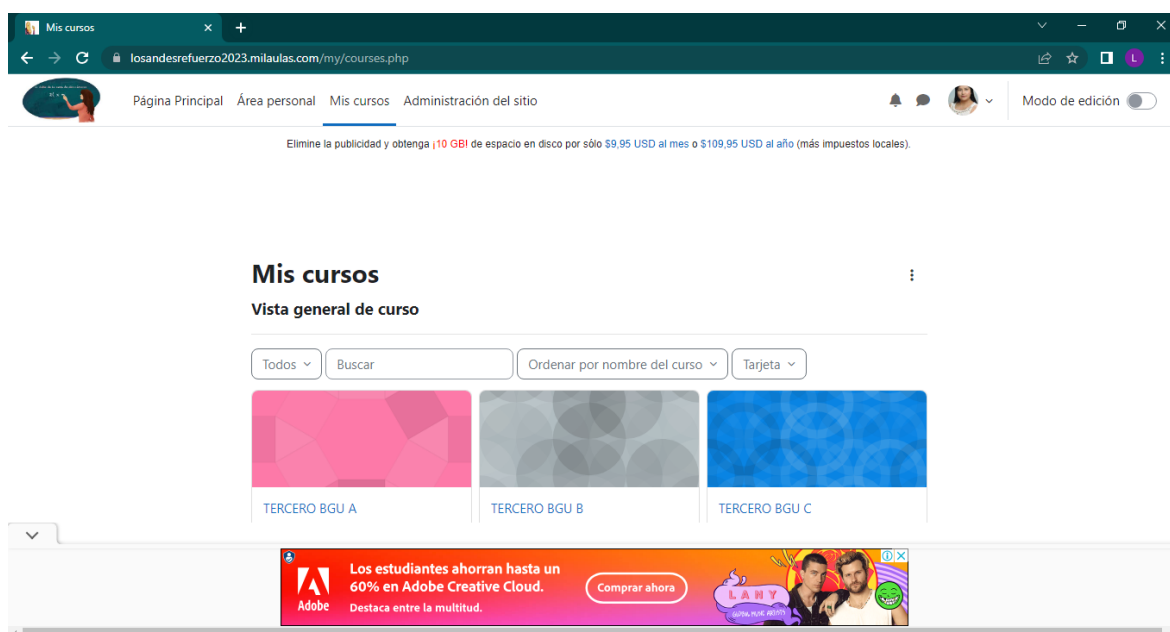 Mis cursos
losandesrefuerzo2023.milaulas.com/my/courses.php
L
Página Principal Área personal Mis cursos Administración del sitio
Modo de edición
Elimine la publicidad y obtenga ¡10 GB! de espacio en disco por sólo $9,95 USD al mes o $109,95 USD al año (más impuestos locales).
Mis cursos
Vista general de curso
Todos
Buscar
Ordenar por nombre del curso
Tarjeta
TERCERO BGU A
TERCERO BGU B
TERCERO BGU C
Adobe
Los estudiantes ahorran hasta un
60% en Adobe Creative Cloud.
Destaca entre la multitud.
Comprar ahora
LANY